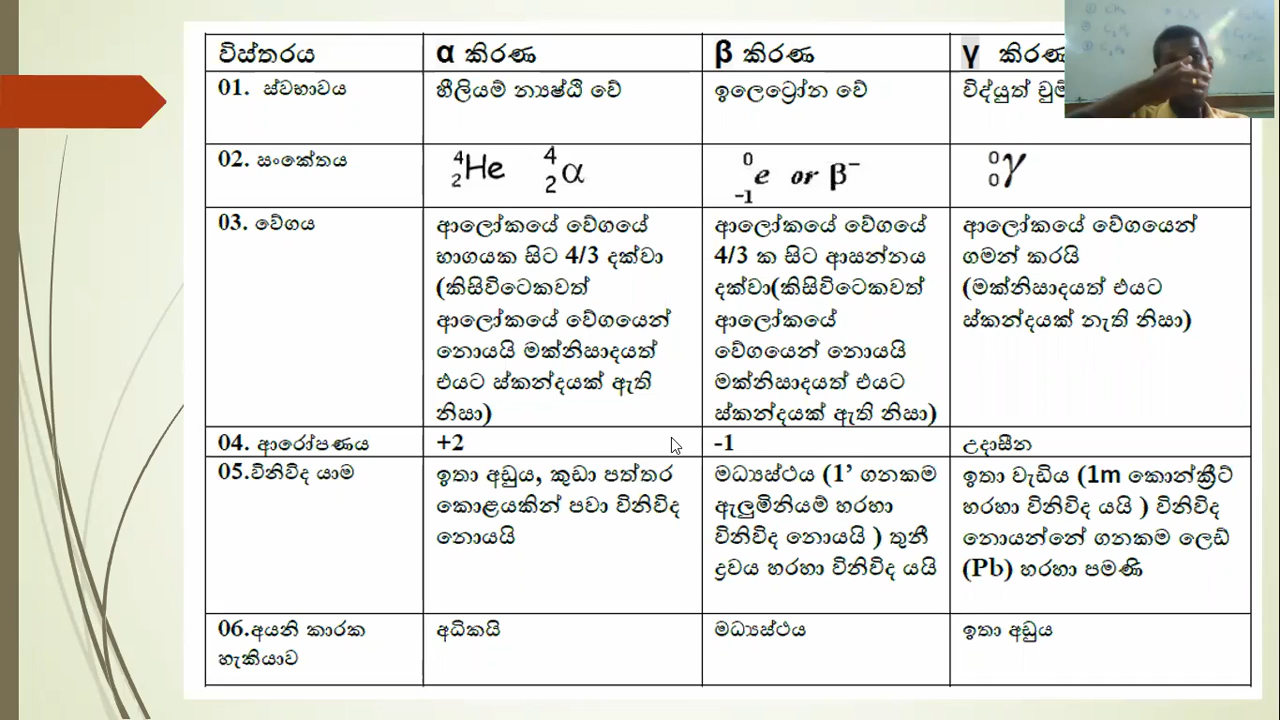 විස්තරය
α කිරණ
β කිරණ
γ කිරණ
01. ස්වභාවය
හීලියම් න්‍යෂ්ඨි වේ
ඉලෙට්‍රෝන වේ
විද්යුත්
02. සංකේතය
4 2 He 4 2 α
0 -1 e or β⁻
0 0 γ
03. වේගය
ආලෝකයේ වේගයේ
භාගයක සිට 4/3 දක්වා
(කිසිවිටෙකවත්
ආලෝකයේ වේගයෙන්
නොයයි මක්නිසාදයත්
එයට ස්කන්දයක් ඇති
නිසා)
ආලෝකයේ වේගයේ
4/3 ක සිට ආසන්නය
දක්වා(කිසිවිටෙකවත්
ආලෝකයේ
වේගයෙන් නොයයි
මක්නිසාදයත් එයට
ස්කන්දයක් ඇති නිසා)
ආලෝකයේ වේගයෙන්
ගමන් කරයි
(මක්නිසාදයත් එයට
ස්කන්දයක් නැති නිසා)
04. ආරෝපණය
+2
-1
උදාසීන
05.විනිවිද යාම
ඉතා අඩුය, කුඩා පත්තර
කොළයකින් පවා විනිවිද
නොයයි
මධ්‍යස්ථය (1’ ගනකම
ඇලුමිනියම් හරහා
විනිවිද නොයයි ) තුනී
ද්‍රවය හරහා විනිවිද යයි
ඉතා වැඩිය (1m කොන්ක්‍රීට්
හරහා විනිවිද යයි ) විනිවිද
නොයන්නේ ගනකම ලෙඩ්
(Pb) හරහා පමණි
06.අයනි කාරක
හැකියාව
අධිකයි
මධ්‍යස්ථය
ඉතා අඩුය